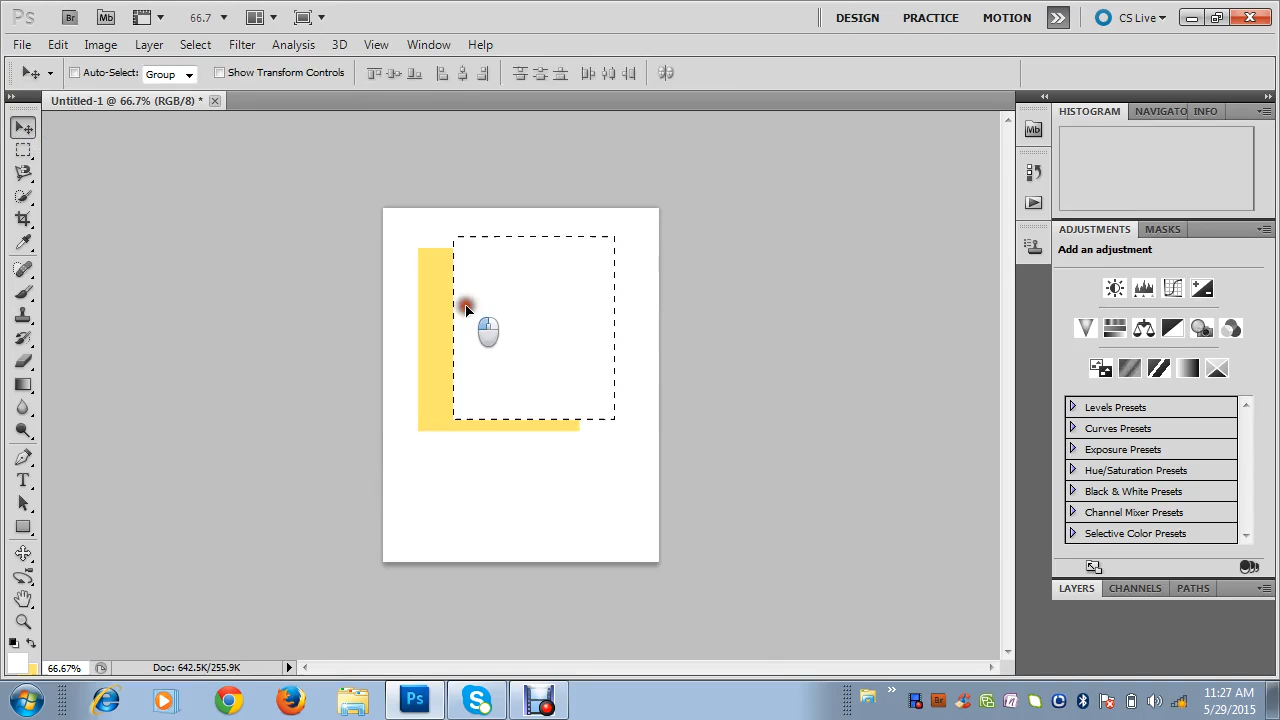 Ps Br Mb 66.7 DESIGN PRACTICE MOTION CS Live
File Edit Image Layer Select Filter Analysis 3D View Window Help
Auto-Select: Group Show Transform Controls
Untitled-1 @ 66.7% (RGB/8) *
HISTOGRAM NAVIGATO INFO
Mb
ADJUSTMENTS MASKS
Add an adjustment
Levels Presets
Curves Presets
Exposure Presets
Hue/Saturation Presets
Black & White Presets
Channel Mixer Presets
Selective Color Presets
LAYERS CHANNELS PATHS
T
66.67% Doc: 642.5K/255.9K
Ps Br
11:27 AM
5/29/2015